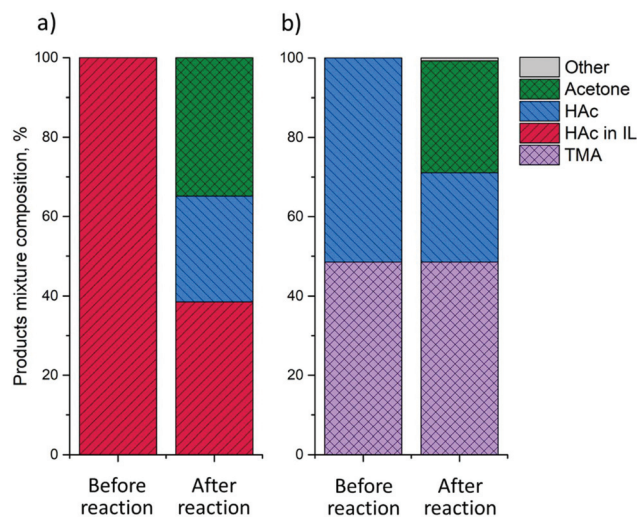 a)
b)
Products mixture composition, %
100
80
60
40
20
0
100
80
60
40
20
0
Before
reaction
After
reaction
Before
reaction
After
reaction
Other
Acetone
HAc
HAc in IL
TMA